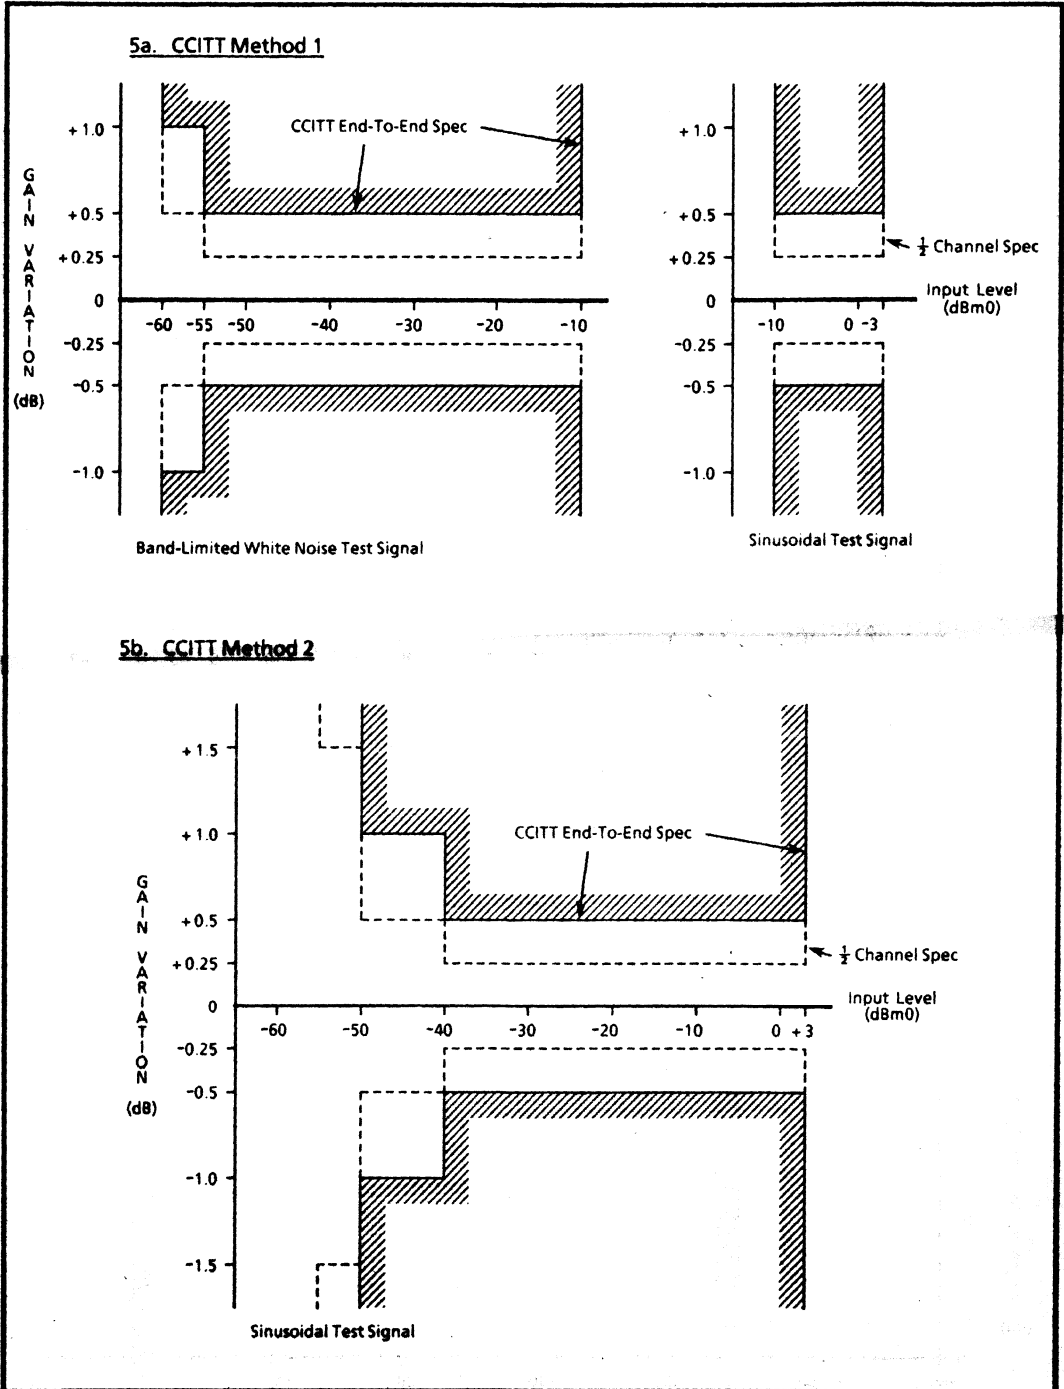 5a. CCITT Method 1
CCITT End-To-End Spec
+1.0
+0.5
+0.25
0
-0.25
-0.5
-1.0
GAIN VARIATION
(dB)
-60 -55 -50 -40 -30 -20 -10
Band-Limited White Noise Test Signal
+1.0
+0.5
+0.25
0
-0.25
-0.5
-1.0
½ Channel Spec
Input Level
(dBm0)
-10 0 -3
Sinusoidal Test Signal
5b. CCITT Method 2
+1.5
+1.0
+0.5
+0.25
0
-0.25
-0.5
-1.0
-1.5
GAIN VARIATION
(dB)
CCITT End-To-End Spec
½ Channel Spec
Input Level
(dBm0)
-60 -50 -40 -30 -20 -10 0 +3
Sinusoidal Test Signal